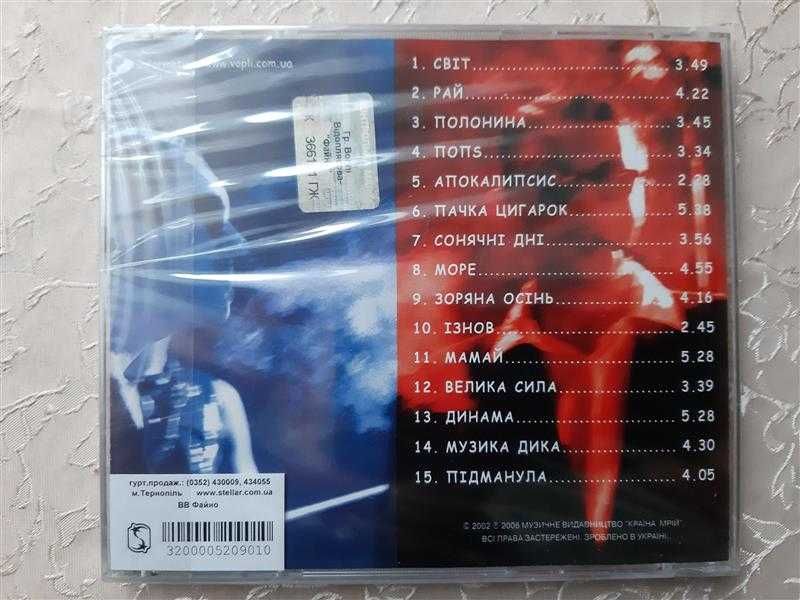 www.vopli.com.ua
1. СВІТ 3.49
2. РАЙ 4.22
3. ПОЛОНИНА 3.45
4. ПОПS 3.34
5. АПОКАЛИПСИС 2.28
6. ПАЧКА ЦИГАРОК 5.38
7. СОНЯЧНІ ДНІ 3.56
8. МОРЕ 4.55
9. ЗОРЯНА ОСІНЬ 4.16
10. ІЗНОВ 2.45
11. МАМАЙ 5.28
12. ВЕЛИКА СИЛА 3.39
13. ДИНАМА 5.28
14. МУЗИКА ДИКА 4.30
15. ПІДМАНУЛА 4.05
© 2002 ℗ 2006 МУЗИЧНЕ ВИДАВНИЦТВО "КРАЇНА МРІЙ".
ВСІ ПРАВА ЗАСТЕРЕЖЕНІ. ЗРОБЛЕНО В УКРАЇНІ.
гурт.продаж.: (0352) 430009, 434055
м.Тернопіль www.stellar.com.ua
ВВ Файно
3200005209010